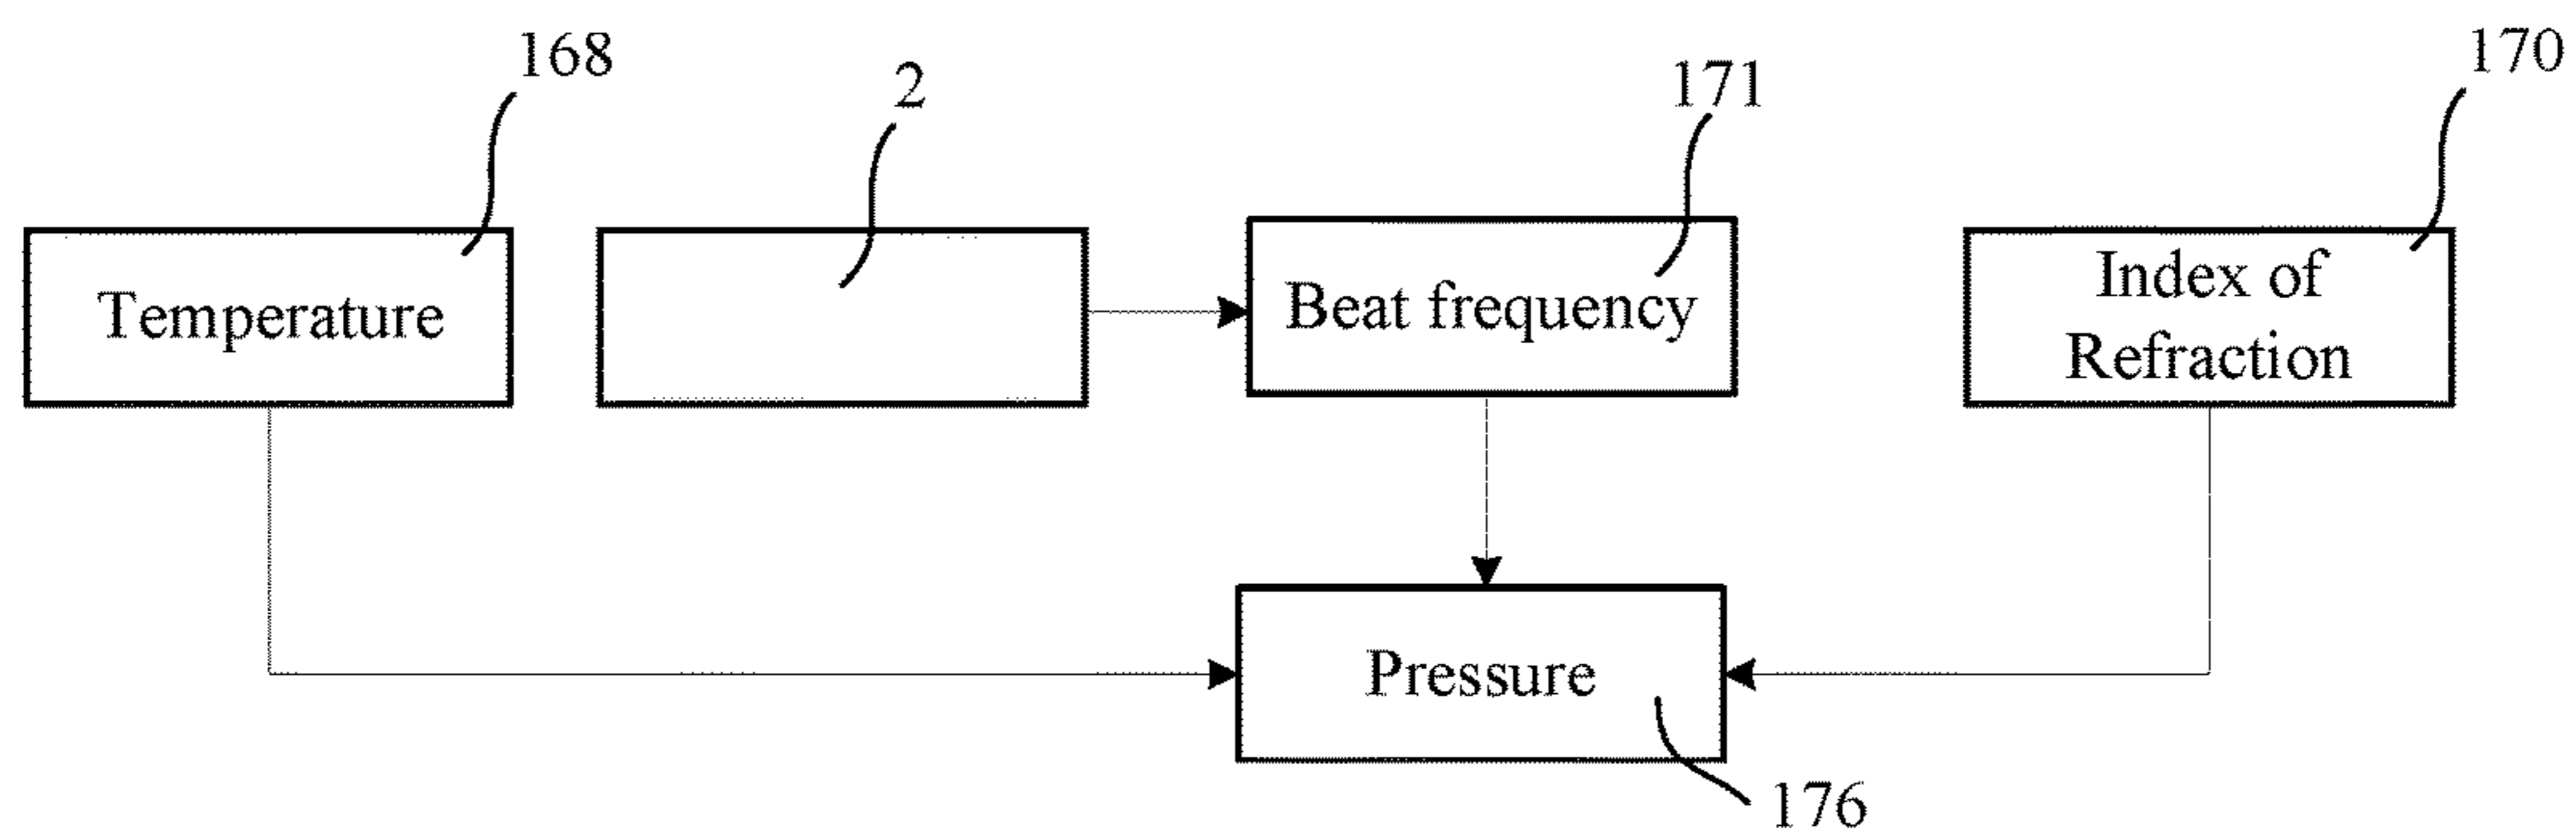 168
2
171
170
Temperature
Beat frequency
Index of
Refraction
Pressure
176